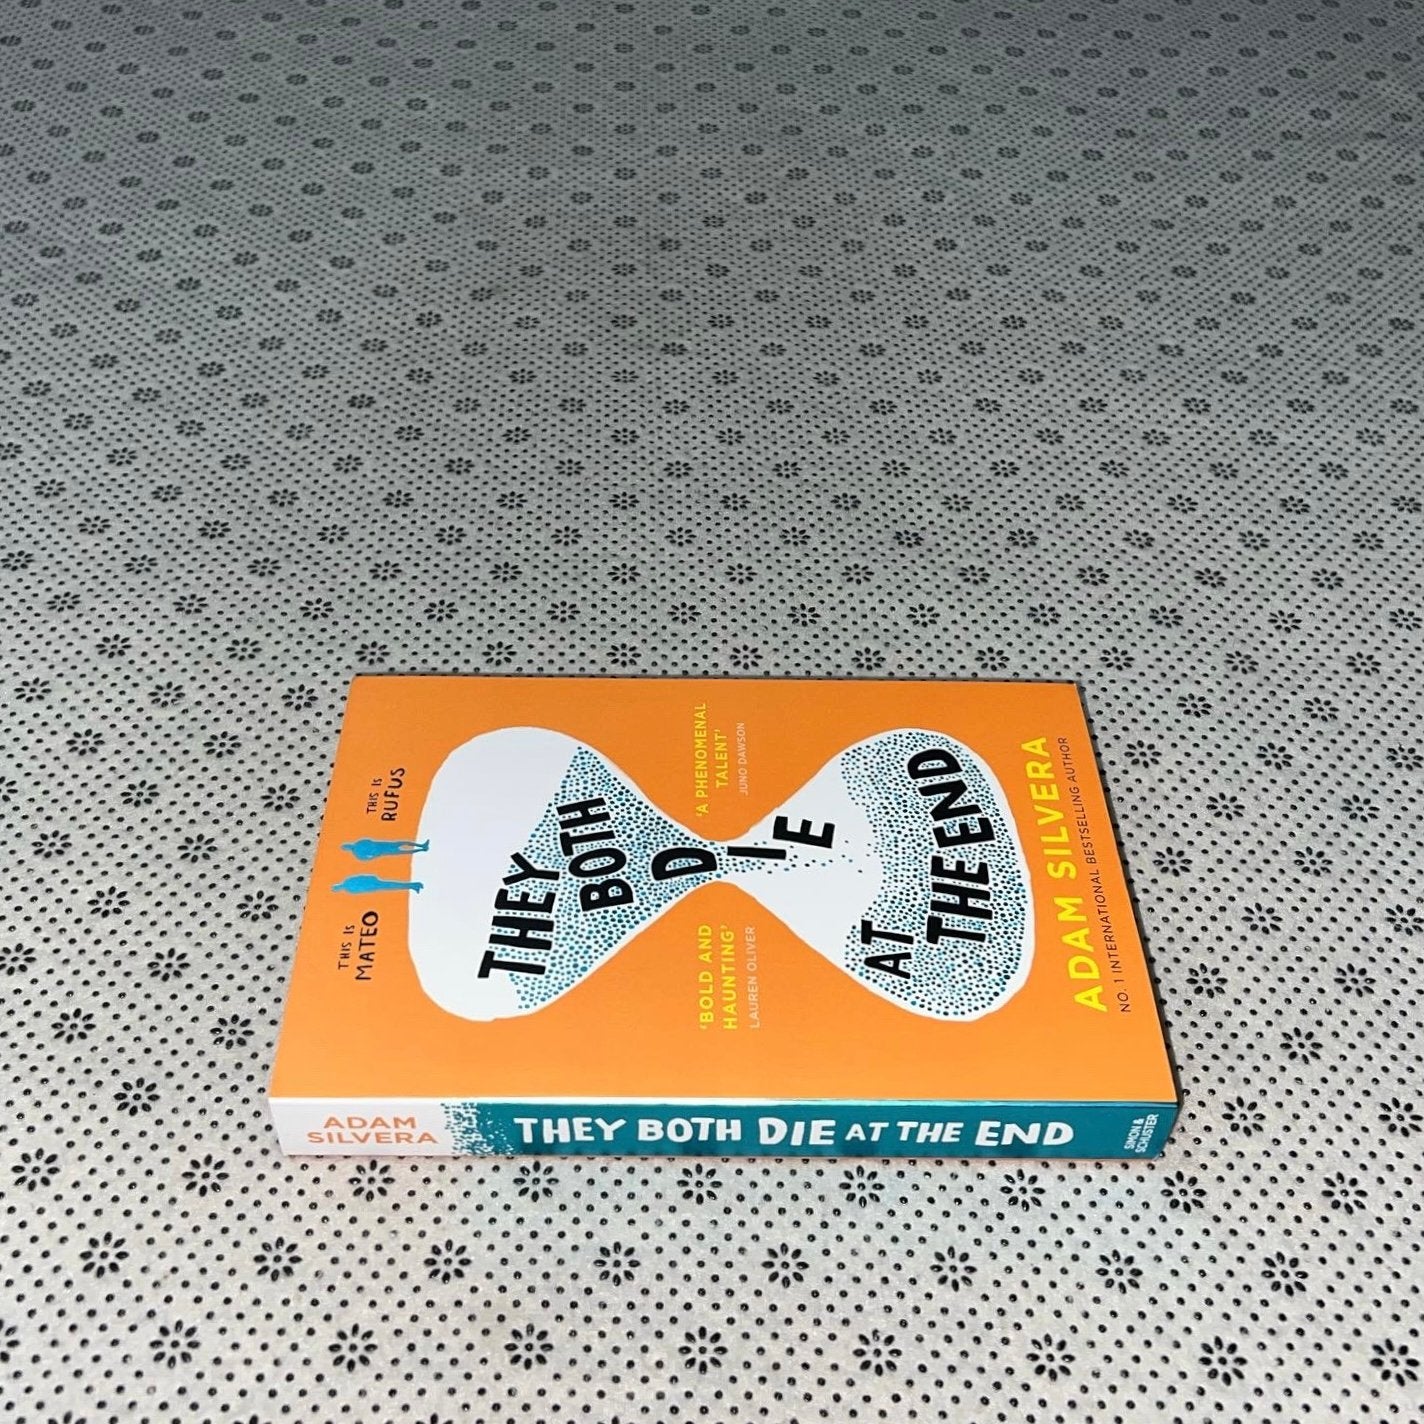 THIS IS
MATEO
THIS IS
RUFUS
THEY
BOTH
DIE
AT
THE END
'BOLD AND
HAUNTING'
LAUREN OLIVER
'A PHENOMENAL
TALENT'
JUNO DAWSON
ADAM SILVERA
NO. 1 INTERNATIONAL BESTSELLING AUTHOR
ADAM
SILVERA
THEY BOTH DIE AT THE END
SIMON &
SCHUSTER